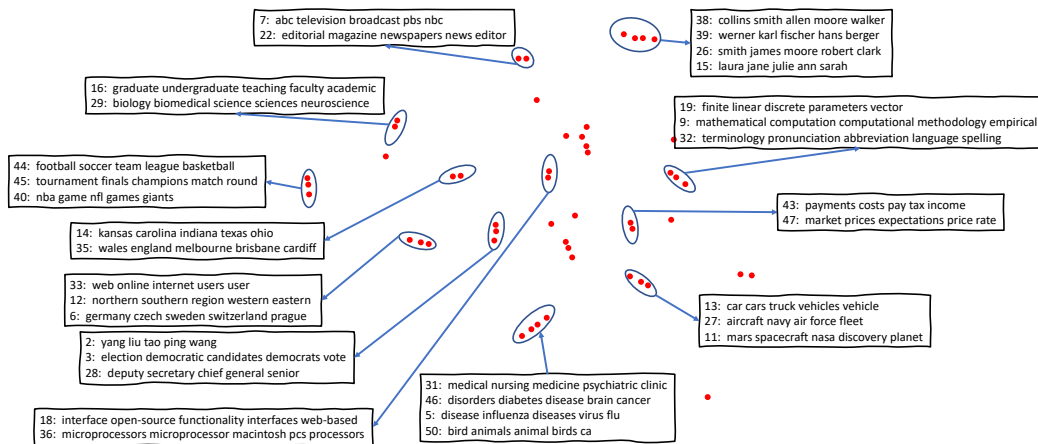 7: abc television broadcast pbs nbc
22: editorial magazine newspapers news editor
38: collins smith allen moore walker
39: werner karl fischer hans berger
26: smith james moore robert clark
15: laura jane julie ann sarah
16: graduate undergraduate teaching faculty academic
29: biology biomedical science sciences neuroscience
19: finite linear discrete parameters vector
9: mathematical computation computational methodology empirical
32: terminology pronunciation abbreviation language spelling
44: football soccer team league basketball
45: tournament finals champions match round
40: nba game nfl games giants
43: payments costs pay tax income
47: market prices expectations price rate
14: kansas carolina indiana texas ohio
35: wales england melbourne brisbane cardiff
33: web online internet users user
12: northern southern region western eastern
6: germany czech sweden switzerland prague
13: car cars truck vehicles vehicle
27: aircraft navy air force fleet
11: mars spacecraft nasa discovery planet
2: yang liu tao ping wang
3: election democratic candidates democrats vote
28: deputy secretary chief general senior
31: medical nursing medicine psychiatric clinic
46: disorders diabetes disease brain cancer
5: disease influenza diseases virus flu
50: bird animals animal birds ca
18: interface open-source functionality interfaces web-based
36: microprocessors microprocessor macintosh pcs processors